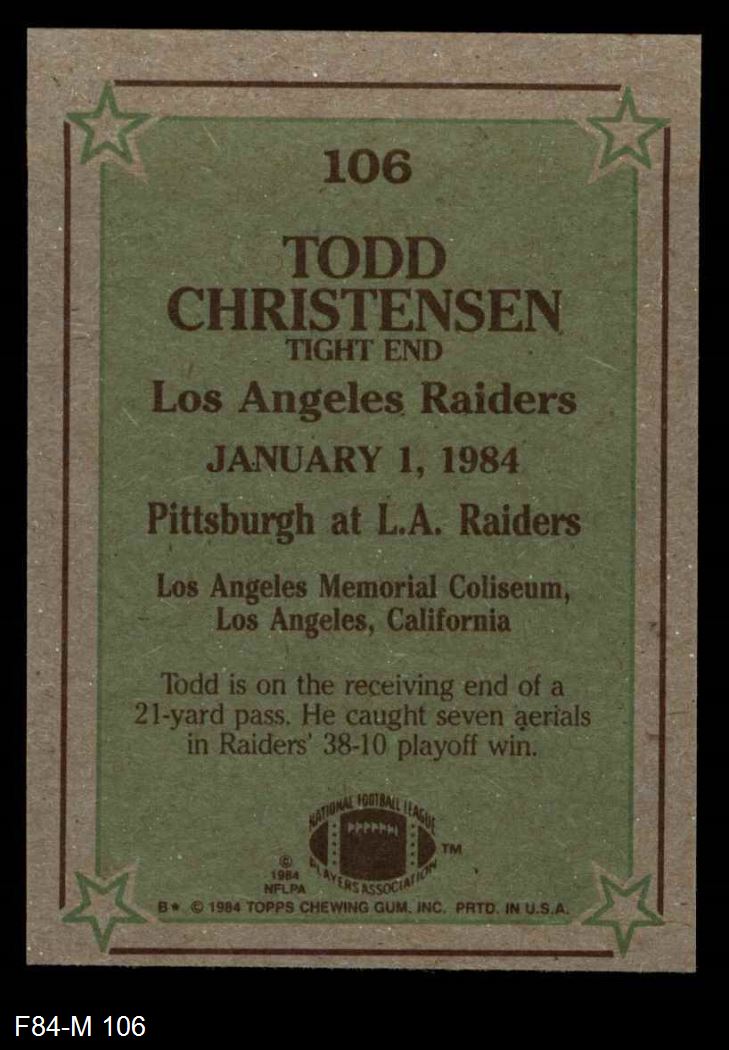 106
TODD
CHRISTENSEN
TIGHT END
Los Angeles Raiders
JANUARY 1, 1984
Pittsburgh at L.A. Raiders
Los Angeles Memorial Coliseum,
Los Angeles, California
Todd is on the receiving end of a
21-yard pass. He caught seven aerials
in Raiders' 38-10 playoff win.
NATIONAL FOOTBALL LEAGUE
PLAYERS ASSOCIATION
TM
©
1984
NFLPA
B* © 1984 TOPPS CHEWING GUM, INC. PRTD. IN U.S.A.
F84-M 106